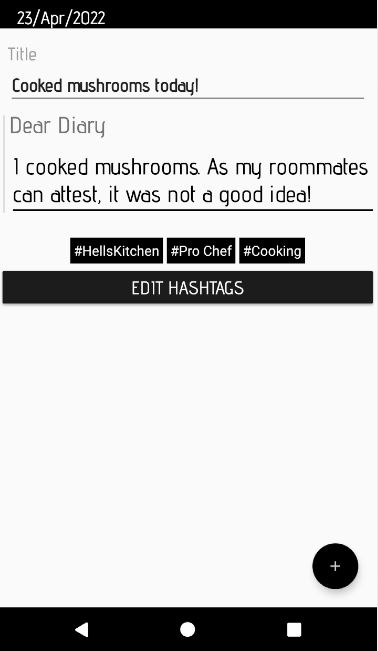 23/Apr/2022
Title
Cooked mushrooms today!
Dear Diary
I cooked mushrooms. As my roommates
can attest, it was not a good idea!
#HellsKitchen #Pro Chef #Cooking
EDIT HASHTAGS
+